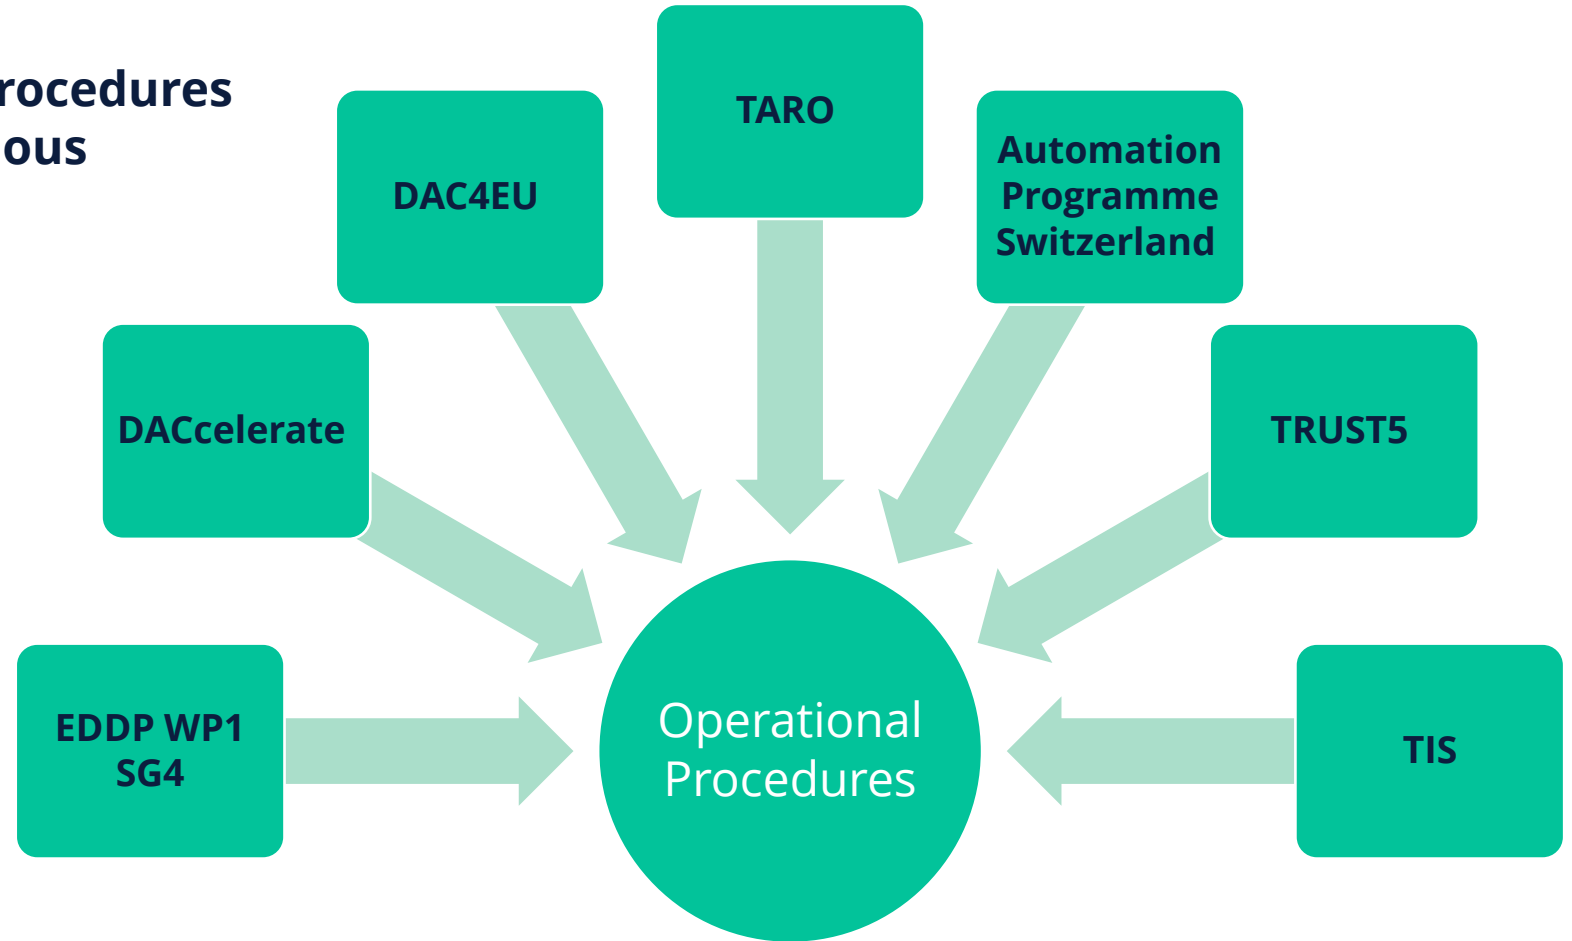 rocedures
ous
TARO
DAC4EU
Automation
Programme
Switzerland
DACcelerate
TRUST5
EDDP WP1
SG4
Operational
Procedures
TIS